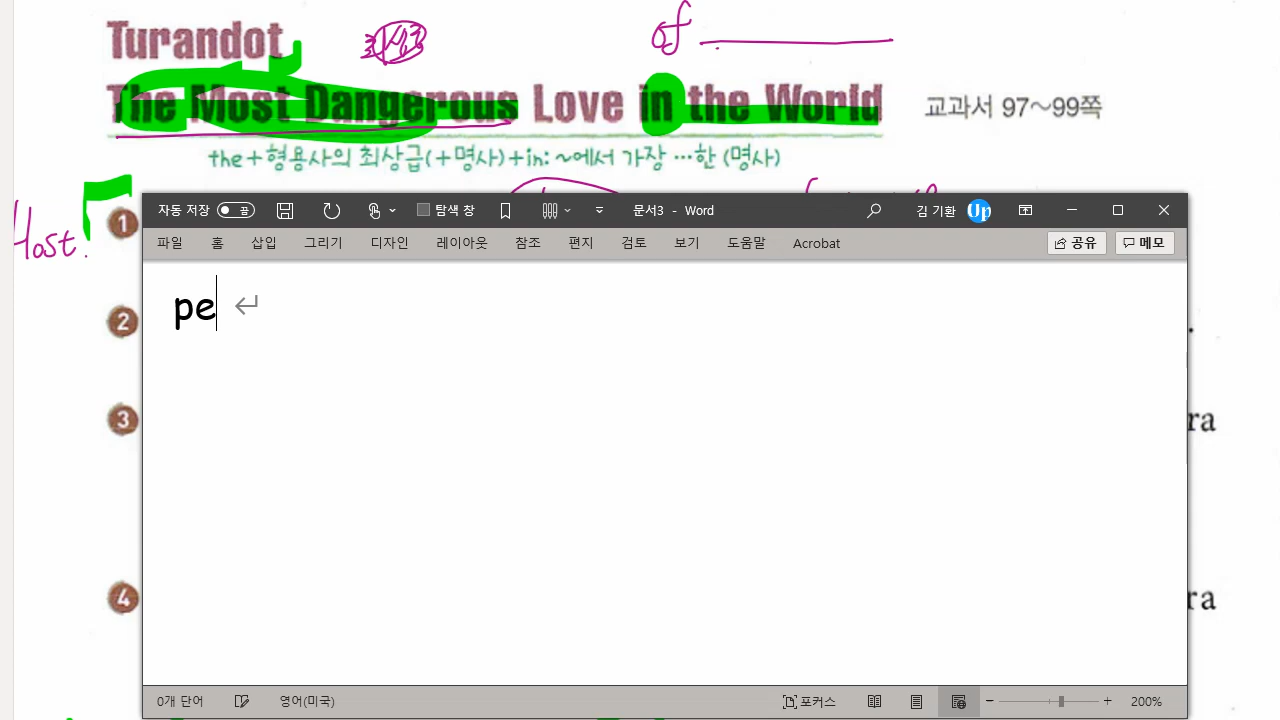 Turandot
of
The Most Dangerous Love in the World 교과서 97~99쪽
the+형용사의 최상급(+명사)+in: ~에서 가장 …한 (명사)
Host
1
자동 저장 끔 탐색 창 문서3 - Word 김 기환 Up
파일 홈 삽입 그리기 디자인 레이아웃 참조 편지 검토 보기 도움말 Acrobat 공유 메모
pe
2
.
3
ra
4
ra
0개 단어 영어(미국) 포커스 200%